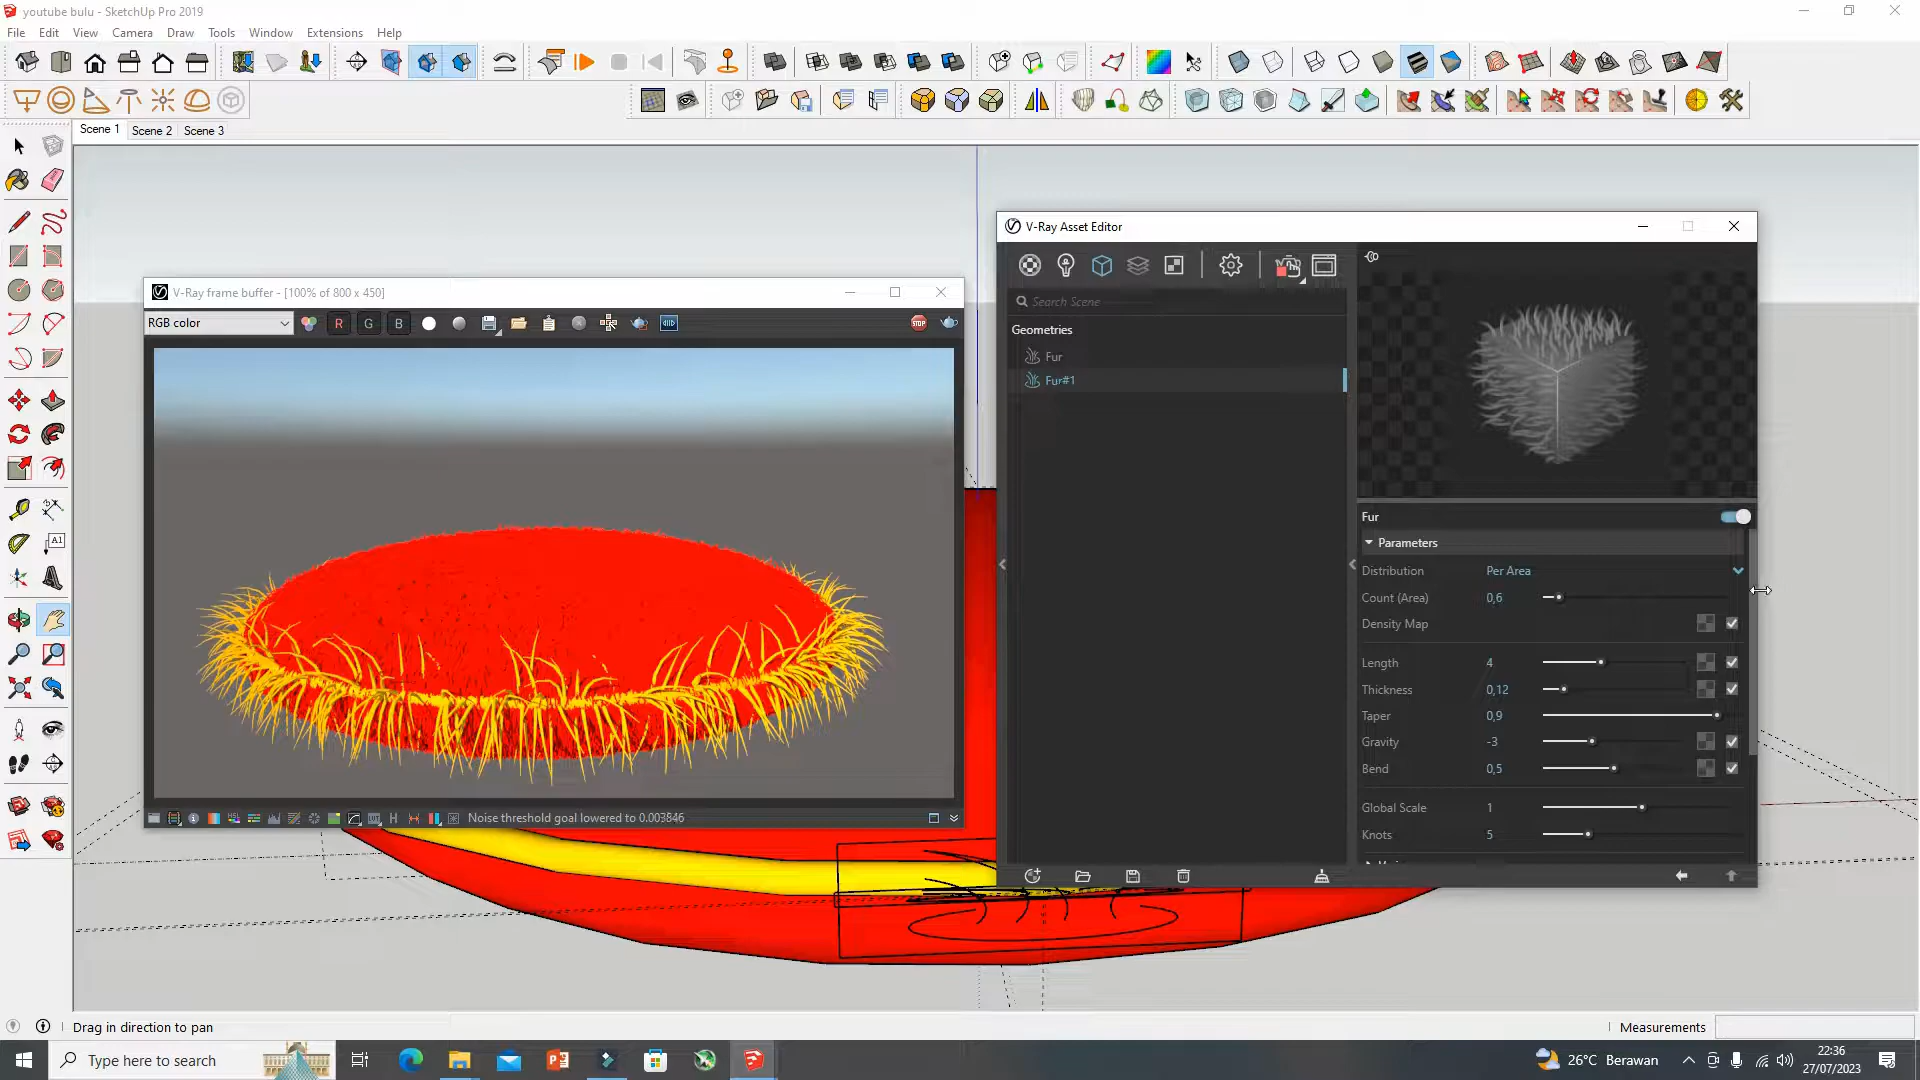 youtube bulu - SketchUp Pro 2019
File Edit View Camera Draw Tools Window Extensions Help
Scene 1 Scene 2 Scene 3
V-Ray frame buffer - [100% of 800 x 450]
RGB color
R G B
STOP
Noise threshold goal lowered to 0.003846
V-Ray Asset Editor
Search Scene
Geometries
Fur
Fur#1
Fur
Parameters
Distribution Per Area
Count (Area) 0,6
Density Map
Length 4
Thickness 0,12
Taper 0,9
Gravity -3
Bend 0,5
Global Scale 1
Knots 5
Drag in direction to pan
Measurements
Type here to search
26°C Berawan
22:36
27/07/2023